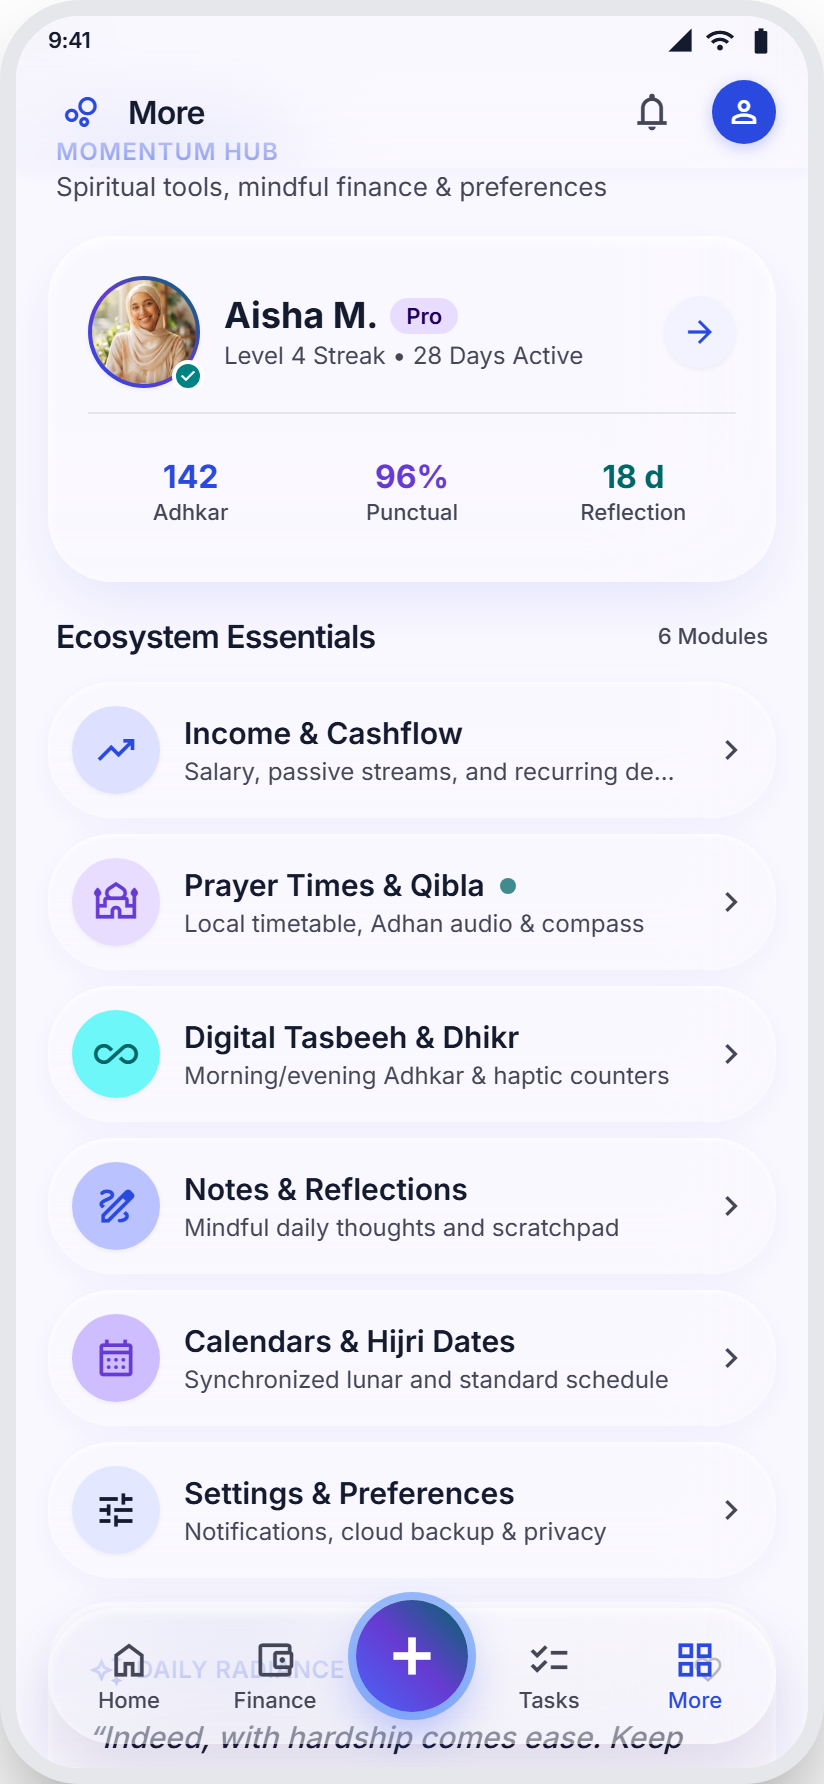 9:41
More
MOMENTUM HUB
Spiritual tools, mindful finance & preferences
Aisha M. Pro
Level 4 Streak • 28 Days Active
142
Adhkar
96%
Punctual
18 d
Reflection
Ecosystem Essentials
6 Modules
Income & Cashflow
Salary, passive streams, and recurring de...
Prayer Times & Qibla
Local timetable, Adhan audio & compass
Digital Tasbeeh & Dhikr
Morning/evening Adhkar & haptic counters
Notes & Reflections
Mindful daily thoughts and scratchpad
Calendars & Hijri Dates
Synchronized lunar and standard schedule
Settings & Preferences
Notifications, cloud backup & privacy
DAILY RADIANCE
Home
Finance
Tasks
More
“Indeed, with hardship comes ease. Keep